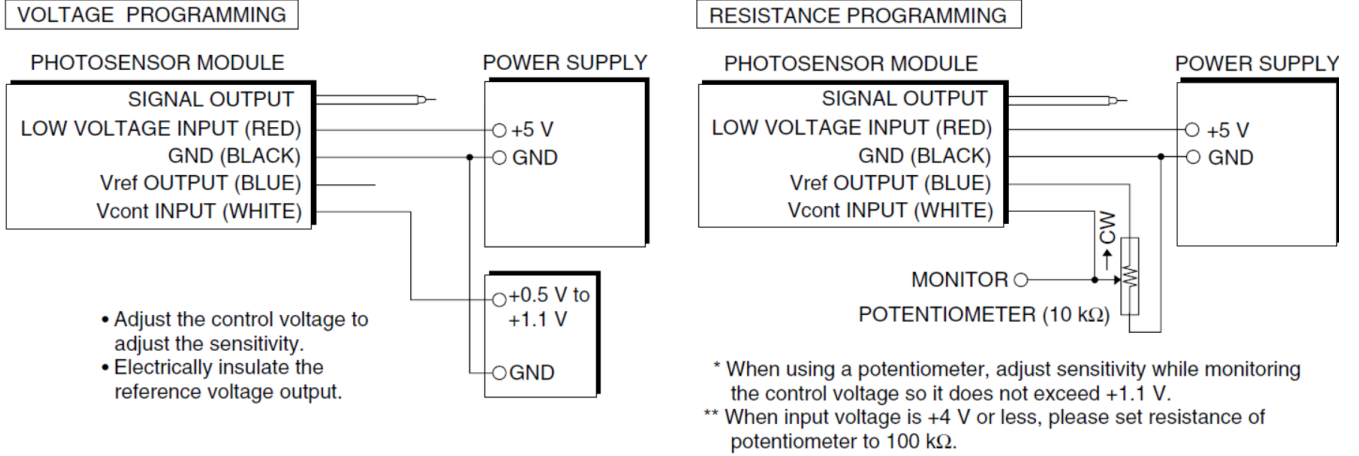 VOLTAGE PROGRAMMING
PHOTOSENSOR MODULE
POWER SUPPLY
SIGNAL OUTPUT
LOW VOLTAGE INPUT (RED)
GND (BLACK)
Vref OUTPUT (BLUE)
Vcont INPUT (WHITE)
+5 V
GND
+0.5 V to
+1.1 V
GND
• Adjust the control voltage to
adjust the sensitivity.
• Electrically insulate the
reference voltage output.
RESISTANCE PROGRAMMING
PHOTOSENSOR MODULE
POWER SUPPLY
SIGNAL OUTPUT
LOW VOLTAGE INPUT (RED)
GND (BLACK)
Vref OUTPUT (BLUE)
Vcont INPUT (WHITE)
+5 V
GND
CW
MONITOR
POTENTIOMETER (10 kΩ)
* When using a potentiometer, adjust sensitivity while monitoring
the control voltage so it does not exceed +1.1 V.
** When input voltage is +4 V or less, please set resistance of
potentiometer to 100 kΩ.